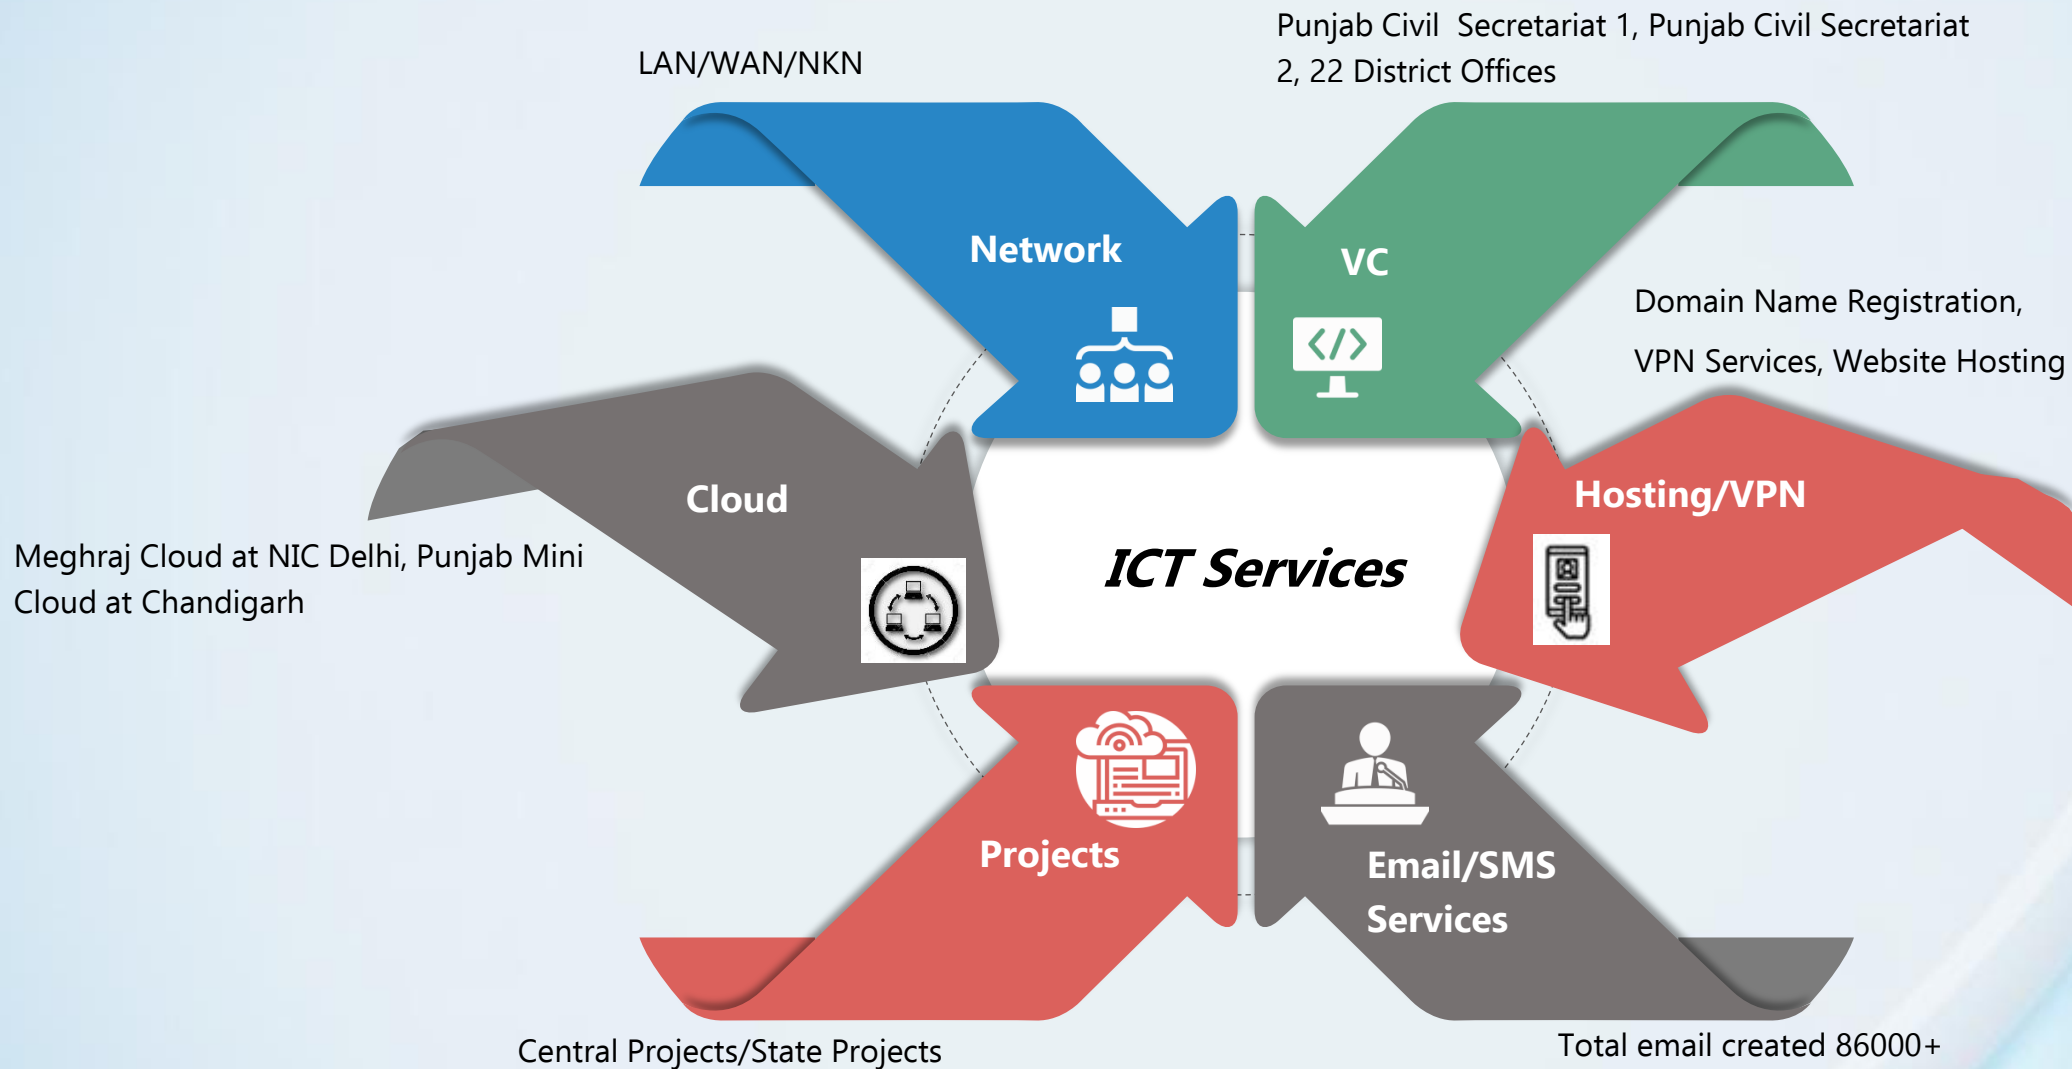 LAN/WAN/NKN
Punjab Civil  Secretariat 1, Punjab Civil Secretariat
2, 22 District Offices
Network
VC
Domain Name Registration,
VPN Services, Website Hosting
Cloud
Hosting/VPN
Meghraj Cloud at NIC Delhi, Punjab Mini
Cloud at Chandigarh
ICT Services
Projects
Email/SMS
Services
Central Projects/State Projects
Total email created 86000+